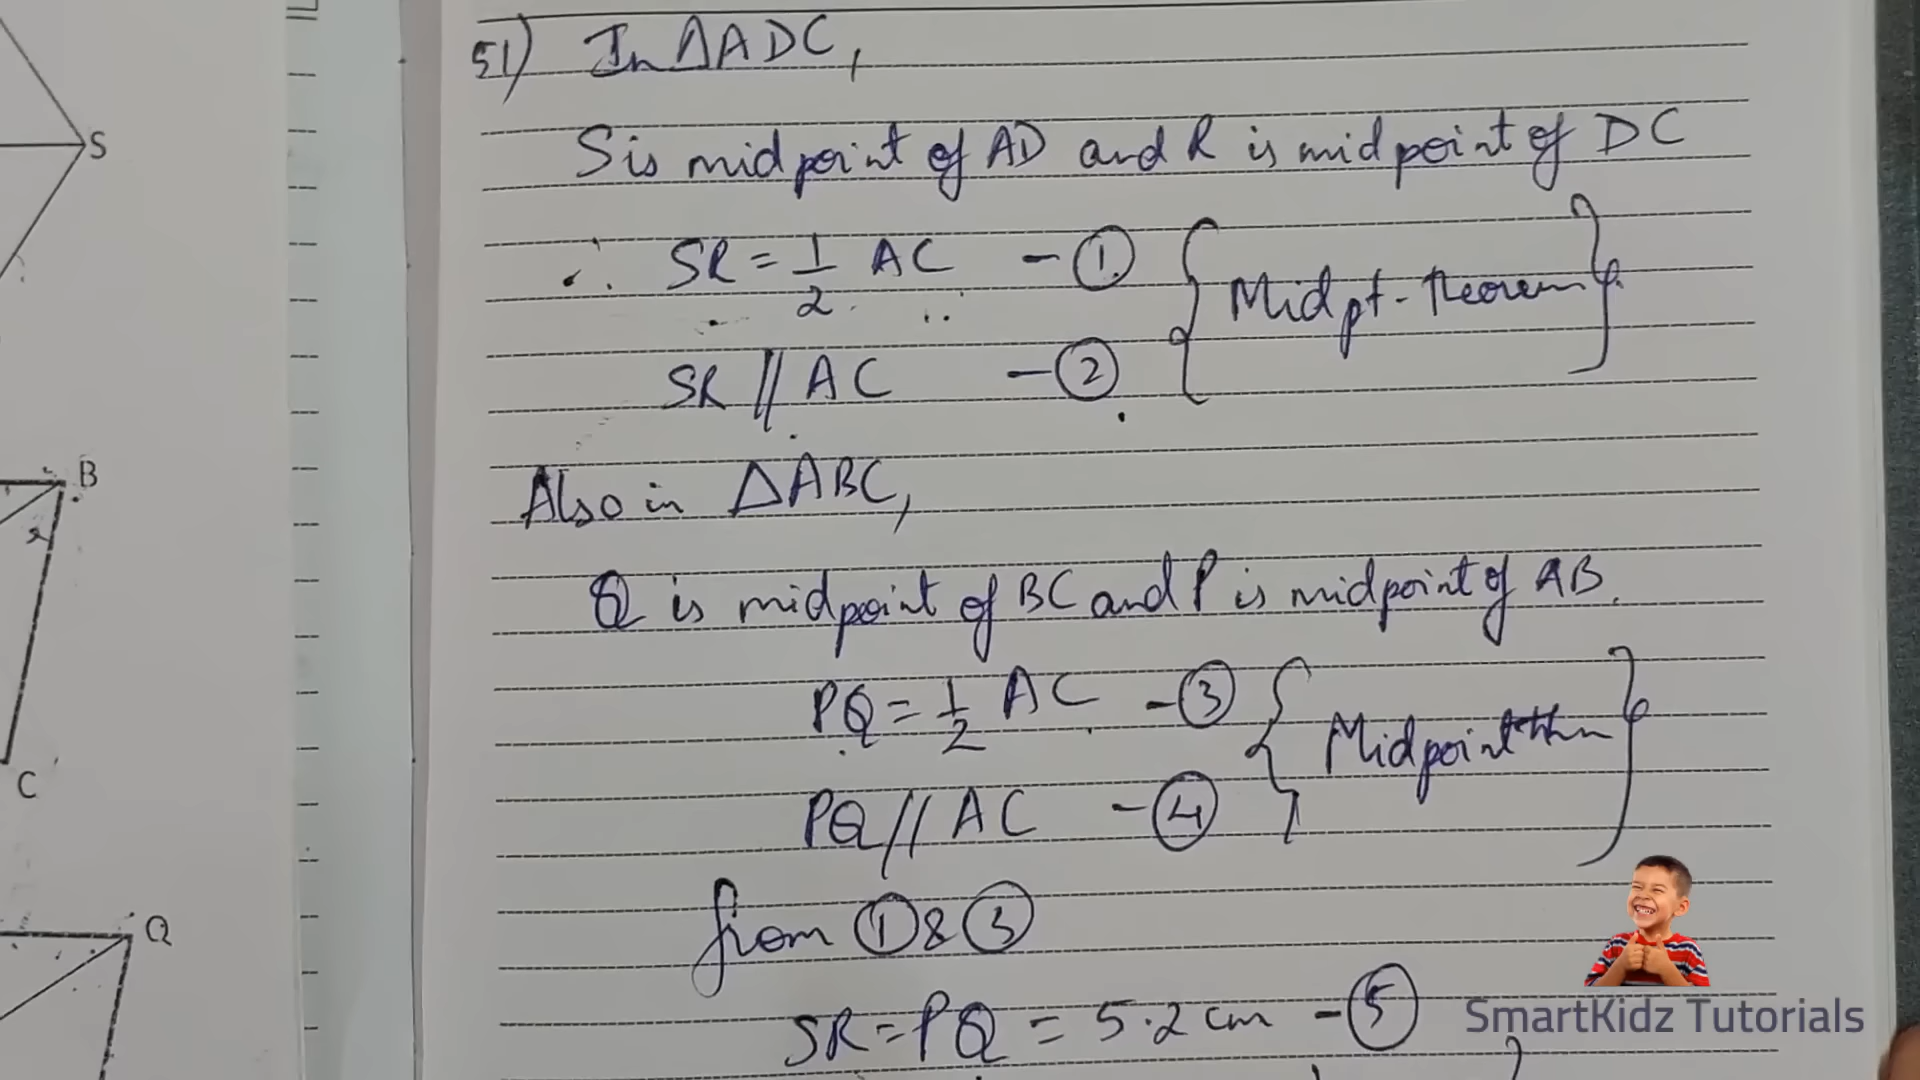 S
B
C
Q
51) In △ADC,
S is midpoint of AD and R is midpoint of DC
∴ SR = 1/2 AC - ①
{ Midpt-theorem }
SR // AC - ②
Also in △ABC,
Q is midpoint of BC and P is midpoint of AB.
PQ = 1/2 AC - ③
{ Midpoint thm }
PQ // AC - ④
from ① & ③
SR = PQ = 5.2 cm - ⑤
SmartKidz Tutorials